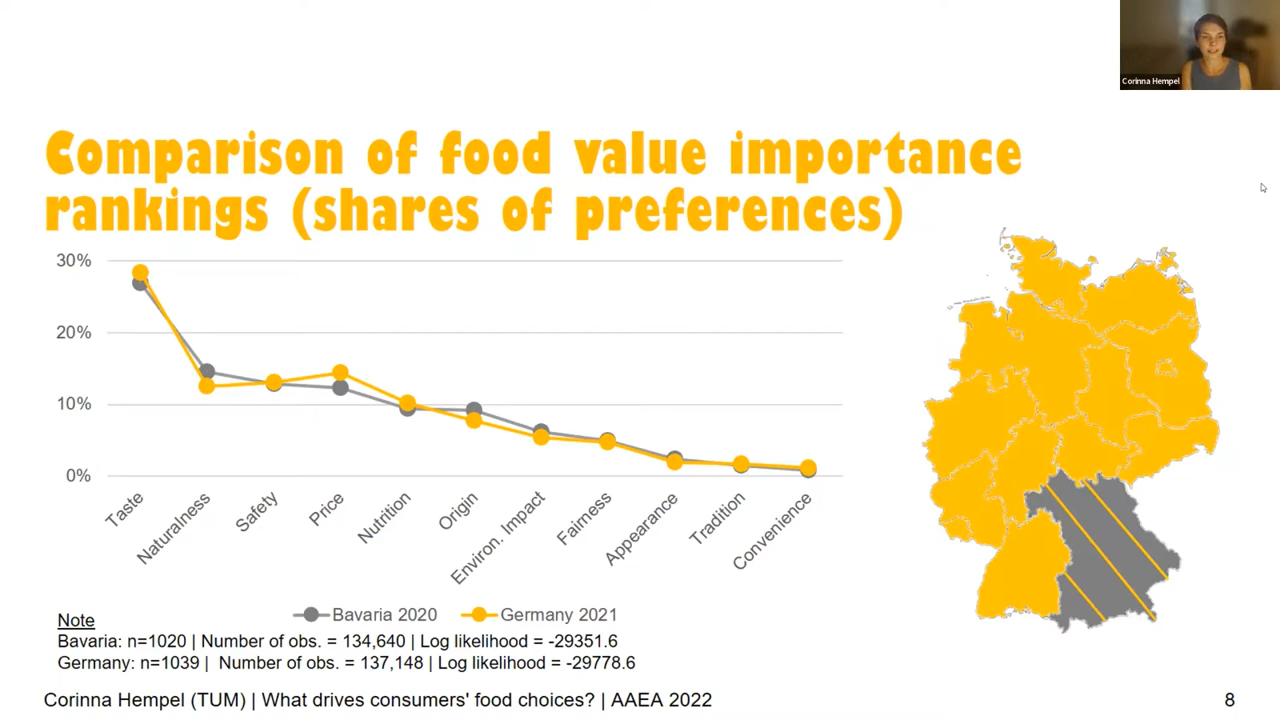 Corinna Hempel
Comparison of food value importance
rankings (shares of preferences)
30%
20%
10%
0%
Taste
Naturalness
Safety
Price
Nutrition
Origin
Environ. Impact
Fairness
Appearance
Tradition
Convenience
Bavaria 2020
Germany 2021
Note
Bavaria: n=1020 | Number of obs. = 134,640 | Log likelihood = -29351.6
Germany: n=1039 | Number of obs. = 137,148 | Log likelihood = -29778.6
Corinna Hempel (TUM) | What drives consumers' food choices? | AAEA 2022
8